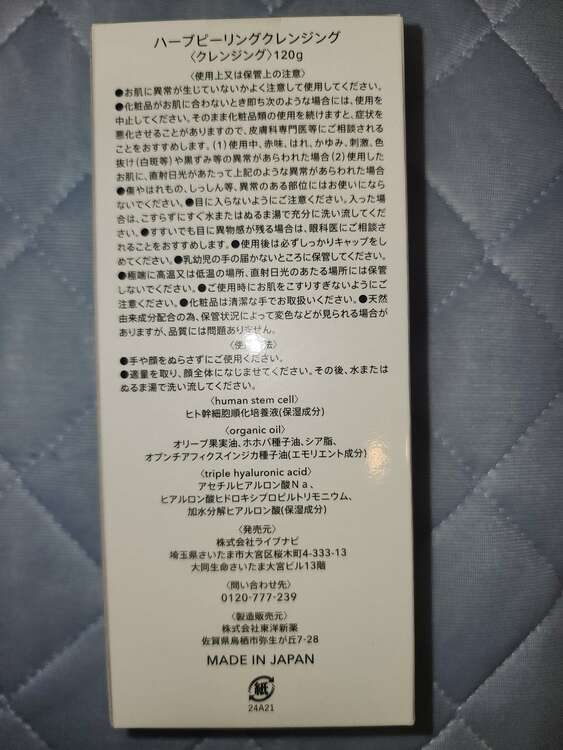 ハーブピーリングクレンジング
〈クレンジング〉120g
〈使用上又は保管上の注意〉
●お肌に異常が生じていないかよく注意して使用してください。
●化粧品がお肌に合わないとき即ち次のような場合には、使用を
中止してください。そのまま化粧品類の使用を続けますと、症状を
悪化させることがありますので、皮膚科専門医等にご相談される
ことをおすすめします。(1)使用中、赤味、はれ、かゆみ、刺激、色
抜け(白斑等)や黒ずみ等の異常があらわれた場合(2)使用した
お肌に、直射日光があたって上記のような異常があらわれた場合
●傷やはれもの、しっしん等、異常のある部位にはお使いになら
ないでください。●目に入らないようにご注意ください。入った場
合は、こすらずにすぐ水またはぬるま湯で充分に洗い流してくだ
さい。●すすいでも目に異物感が残る場合は、眼科医にご相談さ
れることをおすすめします。●使用後は必ずしっかりキャップをし
めてください。●乳幼児の手の届かないところに保管してください。
●極端に高温又は低温の場所、直射日光のあたる場所には保管
しないでください。●ご使用時にお肌をこすりすぎないようにご注
意ください。●化粧品は清潔な手でお取扱いください。●天然
由来成分配合の為、保管状況によって変色などが見られる場合が
ありますが、品質には問題ありません。
〈使用方法〉
●手や顔をぬらさずにご使用ください。
●適量を取り、顔全体になじませてください。その後、水または
ぬるま湯で洗い流してください。
〈human stem cell〉
ヒト幹細胞順化培養液(保湿成分)
〈organic oil〉
オリーブ果実油、ホホバ種子油、シア脂、
オプンチアフィクスインジカ種子油(エモリエント成分)
〈triple hyaluronic acid〉
アセチルヒアルロン酸Na、
ヒアルロン酸ヒドロキシプロピルトリモニウム、
加水分解ヒアルロン酸(保湿成分)
〈発売元〉
株式会社ライブナビ
埼玉県さいたま市大宮区桜木町4-333-13
大同生命さいたま大宮ビル13階
〈問い合わせ先〉
0120-777-239
〈製造販売元〉
株式会社東洋新薬
佐賀県鳥栖市弥生が丘7-28
MADE IN JAPAN
紙
24A21